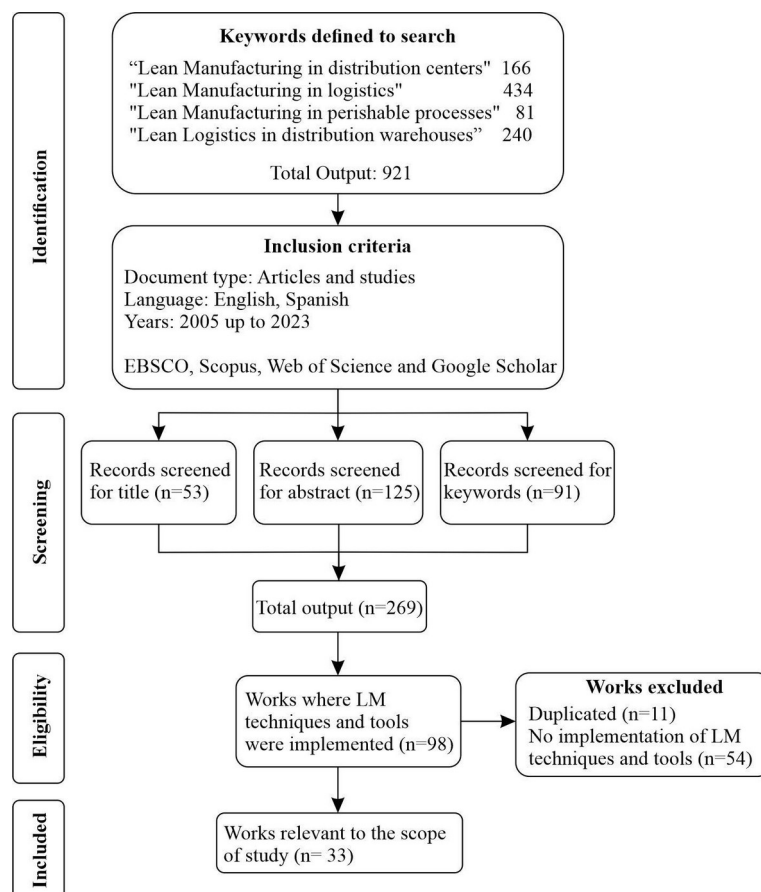 Identification
Keywords defined to search
“Lean Manufacturing in distribution centers" 166
"Lean Manufacturing in logistics" 434
"Lean Manufacturing in perishable processes" 81
"Lean Logistics in distribution warehouses” 240
Total Output: 921
Inclusion criteria
Document type: Articles and studies
Language: English, Spanish
Years: 2005 up to 2023
EBSCO, Scopus, Web of Science and Google Scholar
Screening
Records screened
for title (n=53)
Records screened
for abstract (n=125)
Records screened for
keywords (n=91)
Total output (n=269)
Eligibility
Works where LM
techniques and tools
were implemented (n=98)
Works excluded
Duplicated (n=11)
No implementation of LM
techniques and tools (n=54)
Included
Works relevant to the scope
of study (n= 33)